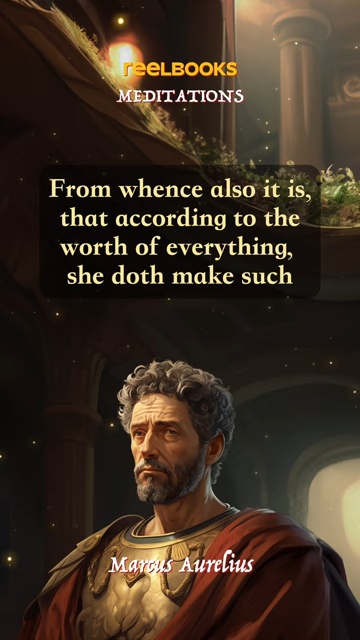 reelBOOKS
MEDITATIONS
From whence also it is,
that according to the
worth of everything,
she doth make such
Marcus Aurelius